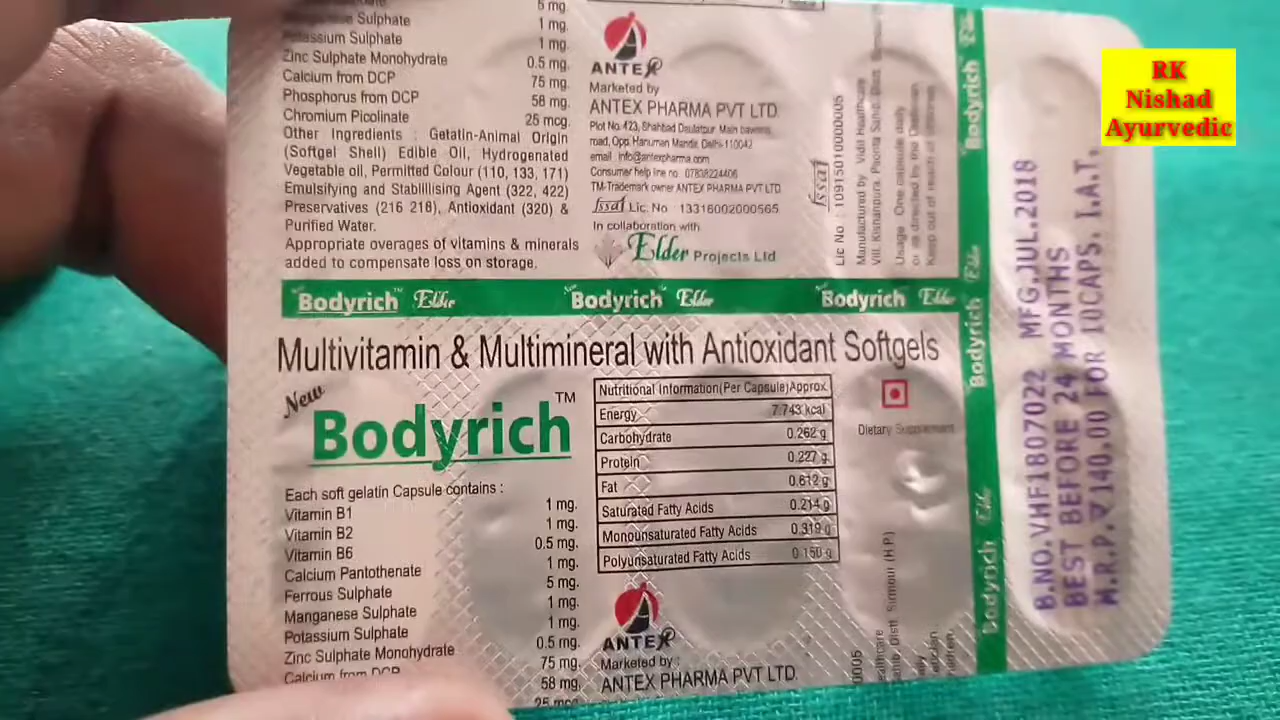 5 mg
Sulphate 1 mg.
Potassium Sulphate 1 mg.
Zinc Sulphate Monohydrate 0.5 mg.
Calcium from DCP 75 mg.
Phosphorus from DCP 58 mg.
Chromium Picolinate 25 mcg.
Other Ingredients : Getatin-Animal Origin
(Softgel Shell) Edible Oil, Hydrogenated
Vegetable oil, Permitted Colour (110, 133, 171)
Emulsifying and Stabilllising Agent (322, 422)
Preservatives (216 218), Antioxidant (320) &
Purified Water.
Appropriate overages of vitamins & minerals
added to compensate loss on storage.
ANTEX
Marketed by
ANTEX PHARMA PVT LTD.
Plot No. 423, Shahbad Daulatpur, Main bawana
road, Opp. Hanuman Mandir, Delhi-110042
email : info@antexpharma.com
Consumer help line no. 07838224406
TM-Trademark owner ANTEX PHARMA PVT LTD
fssai Lic. No : 13316002000565
In collaboration with
Elder Projects Ltd
fssai
Lic No : 10915010000005
Manufactured by Vidit Healthcare
Vill. Kishanpura, Paonta Sahib, Distt.
Usage : One capsule daily
or as directed by the
Keep out of reach of
RK
Nishad
Ayurvedic
Bodyrich Elder
Bodyrich Elder
Bodyrich Elder
Multivitamin & Multimineral with Antioxidant Softgels
New
Bodyrich TM
Each soft gelatin Capsule contains :
Vitamin B1 1 mg.
Vitamin B2 1 mg.
Vitamin B6 0.5 mg.
Calcium Pantothenate 1 mg.
Ferrous Sulphate 5 mg.
Manganese Sulphate 1 mg.
Potassium Sulphate 1 mg.
Zinc Sulphate Monohydrate 0.5 mg.
Calcium from DCP 75 mg.
58 mg.
25 mcg.
Nutritional Information(Per Capsule)Approx.
Energy 7.743 kcal
Carbohydrate 0.262 g
Protein 0.227 g
Fat 0.612 g
Saturated Fatty Acids 0.214 g
Monounsaturated Fatty Acids 0.319 g
Polyunsaturated Fatty Acids 0.150 g
ANTEX
Marketed by :
ANTEX PHARMA PVT LTD.
Dietary Supplement
Distt. Sirmour (H.P.)
Bodyrich
Bodyrich Elder
Bodyrich Elder
B.NO.VHF1807022 MFG.JUL.2018
BEST BEFORE 24 MONTHS
M.R.P.₹140.00 FOR 10CAPS. I.A.T.